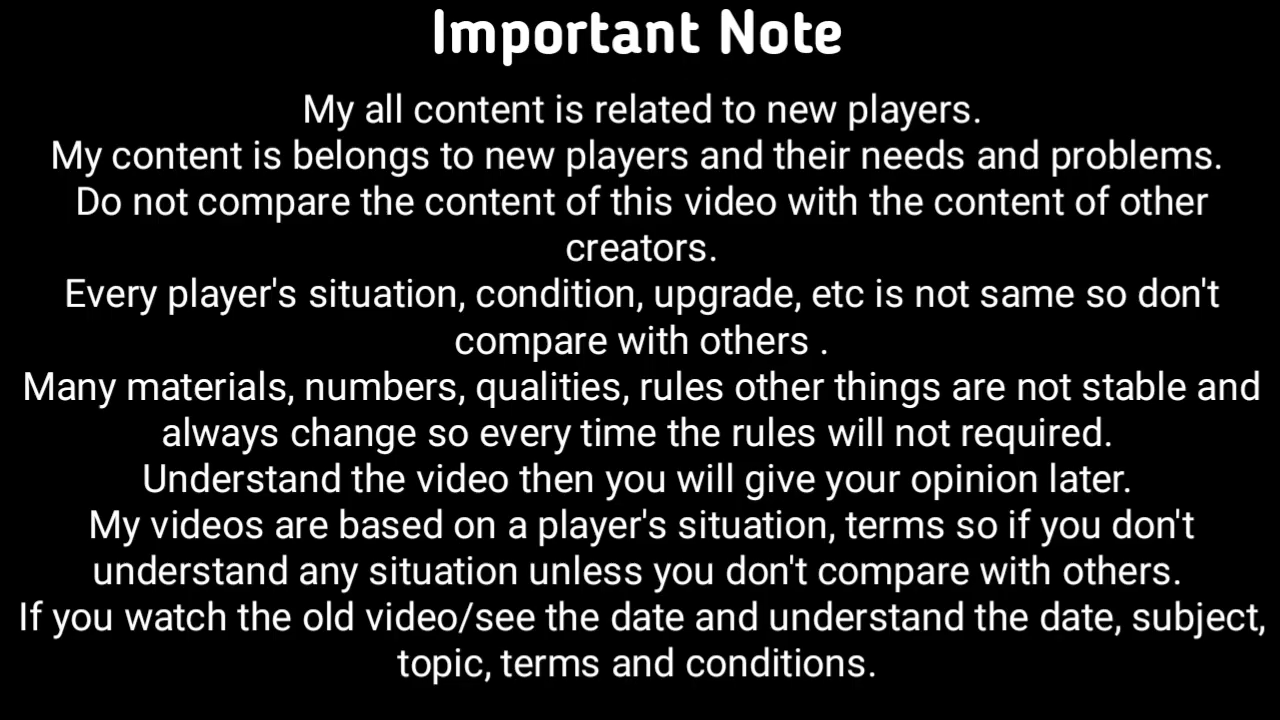 Important Note
My all content is related to new players.
My content is belongs to new players and their needs and problems.
Do not compare the content of this video with the content of other
creators.
Every player's situation, condition, upgrade, etc is not same so don't
compare with others .
Many materials, numbers, qualities, rules other things are not stable and
always change so every time the rules will not required.
Understand the video then you will give your opinion later.
My videos are based on a player's situation, terms so if you don't
understand any situation unless you don't compare with others.
If you watch the old video/see the date and understand the date, subject,
topic, terms and conditions.